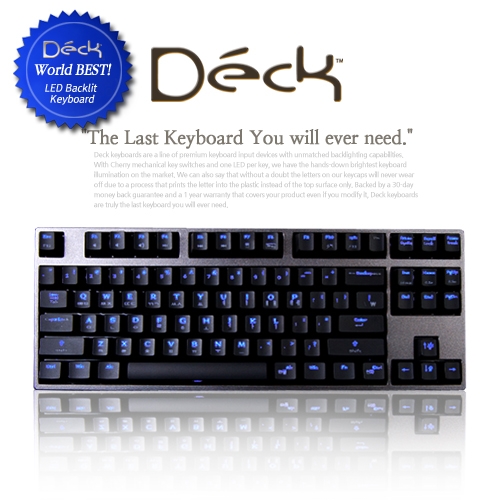 Déck
World BEST!
LED Backlit
Keyboard
Déck™
"The Last Keyboard You will ever need."
Deck keyboards are a line of premium keyboard input devices with unmatched backlighting capabilities.
With Cherry mechanical key switches and one LED per key, we have the hands-down brightest keyboard
illumination on the market. We can also say that without a doubt the letters on our keycaps will never wear
off due to a process that prints the letter into the plastic instead of the top surface only. Backed by a 30-day
money back guarantee and a 1 year warranty that covers your product even if you modify it, Deck keyboards
are truly the last keyboard you will ever need.
Q W E R T Y U I O P
A S D F G H J K L
Z X C V B N M